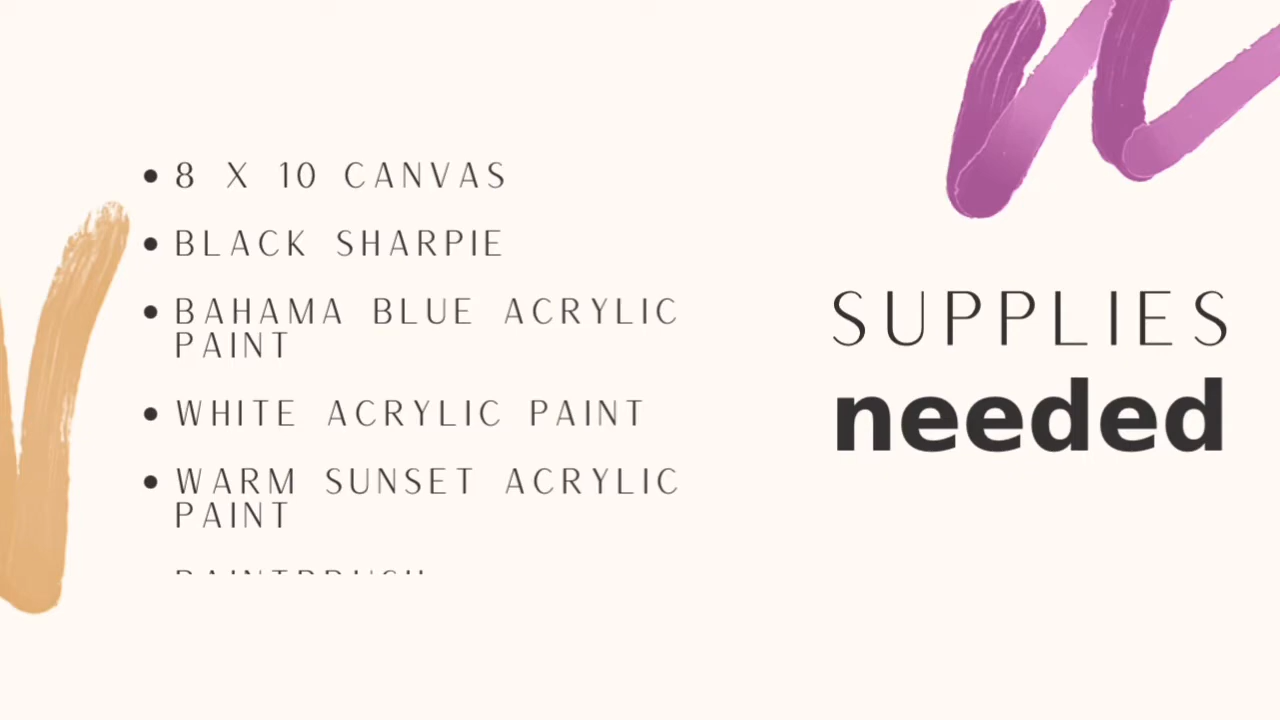 8 X 10 CANVAS
BLACK SHARPIE
BAHAMA BLUE ACRYLIC
PAINT
WHITE ACRYLIC PAINT
WARM SUNSET ACRYLIC
PAINT
SUPPLIES
needed